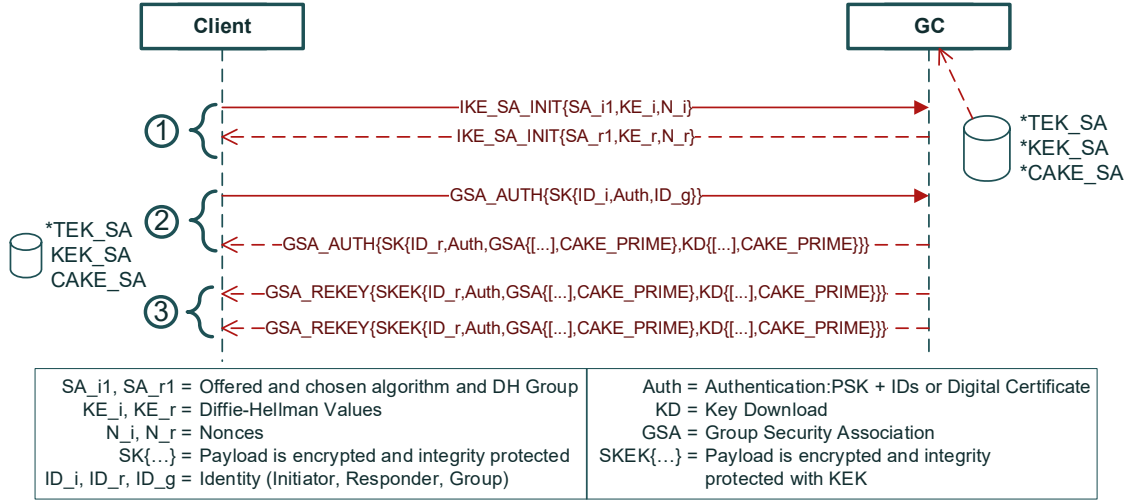 Client
GC
IKE_SA_INIT{SA_i1,KE_i,N_i}
1
IKE_SA_INIT{SA_r1,KE_r,N_r}
*TEK_SA
*KEK_SA
*CAKE_SA
GSA_AUTH{SK{ID_i,Auth,ID_g}}
2
*TEK_SA
KEK_SA
CAKE_SA
GSA_AUTH{SK{ID_r,Auth,GSA{[...],CAKE_PRIME},KD{[...],CAKE_PRIME}}}
3
GSA_REKEY{SKEK{ID_r,Auth,GSA{[...],CAKE_PRIME},KD{[...],CAKE_PRIME}}}
GSA_REKEY{SKEK{ID_r,Auth,GSA{[...],CAKE_PRIME},KD{[...],CAKE_PRIME}}}
SA_i1, SA_r1 = Offered and chosen algorithm and DH Group
KE_i, KE_r = Diffie-Hellman Values
N_i, N_r = Nonces
SK{…} = Payload is encrypted and integrity protected
ID_i, ID_r, ID_g = Identity (Initiator, Responder, Group)
Auth = Authentication:PSK + IDs or Digital Certificate
KD = Key Download
GSA = Group Security Association
SKEK{…} = Payload is encrypted and integrity
protected with KEK